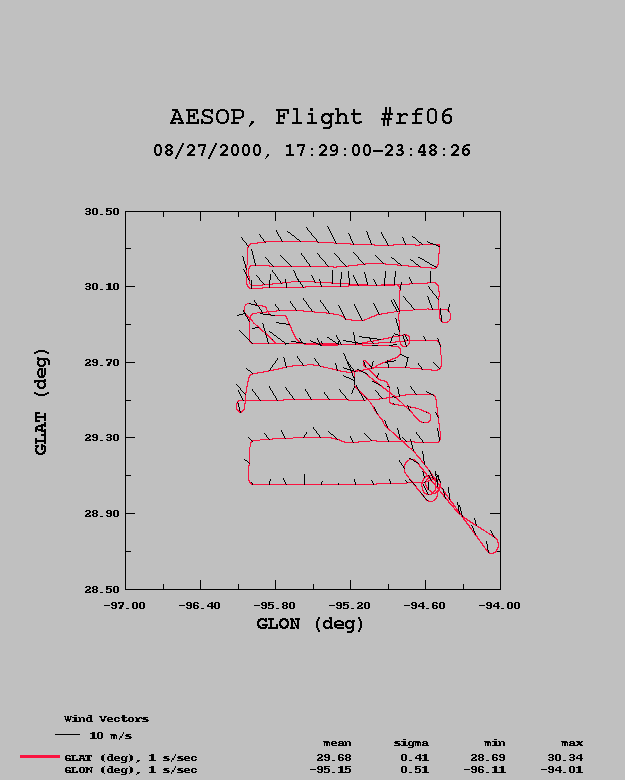 AESOP, Flight #rf06
08/27/2000, 17:29:00-23:48:26
30.50
30.10
29.70
29.30
28.90
28.50
GLAT (deg)
-97.00 -96.40 -95.80 -95.20 -94.60 -94.00
GLON (deg)
Wind Vectors
10 m/s
mean sigma min max
GLAT (deg), 1 s/sec 29.68 0.41 28.69 30.34
GLON (deg), 1 s/sec -95.15 0.51 -96.11 -94.01